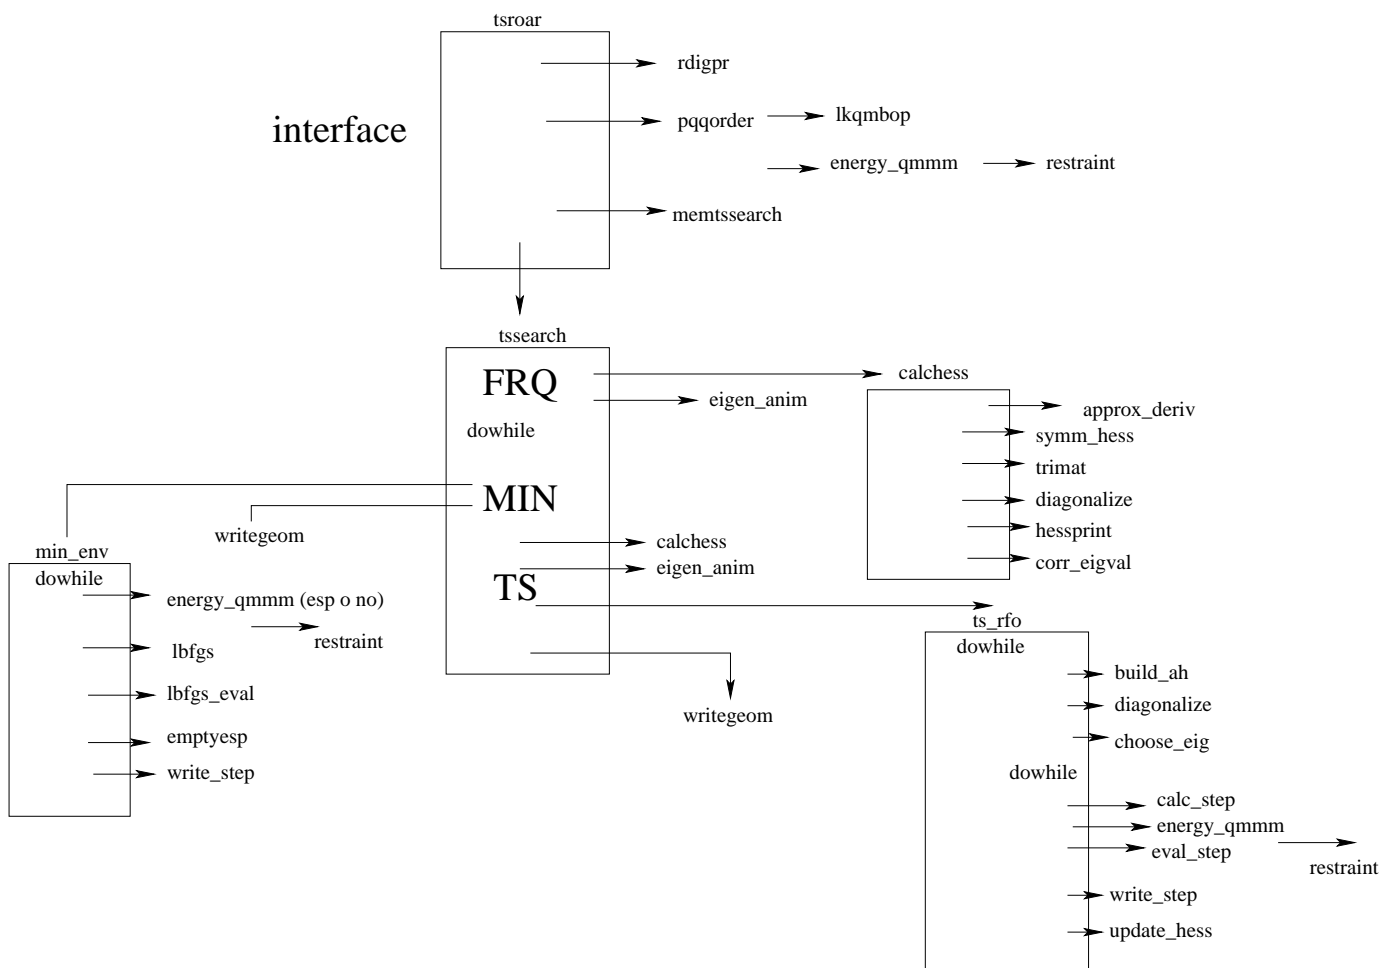 tsroar
rdigpr
interface
pqqorder
lkqmbop
energy_qmmm
restraint
memtssearch
tssearch
FRQ
calchess
eigen_anim
dowhile
approx_deriv
symm_hess
trimat
diagonalize
hessprint
corr_eigval
MIN
writegeom
calchess
eigen_anim
TS
min_env
dowhile
energy_qmmm (esp o no)
restraint
lbfgs
lbfgs_eval
emptyesp
write_step
writegeom
ts_rfo
dowhile
build_ah
diagonalize
choose_eig
dowhile
calc_step
energy_qmmm
eval_step
restraint
write_step
update_hess